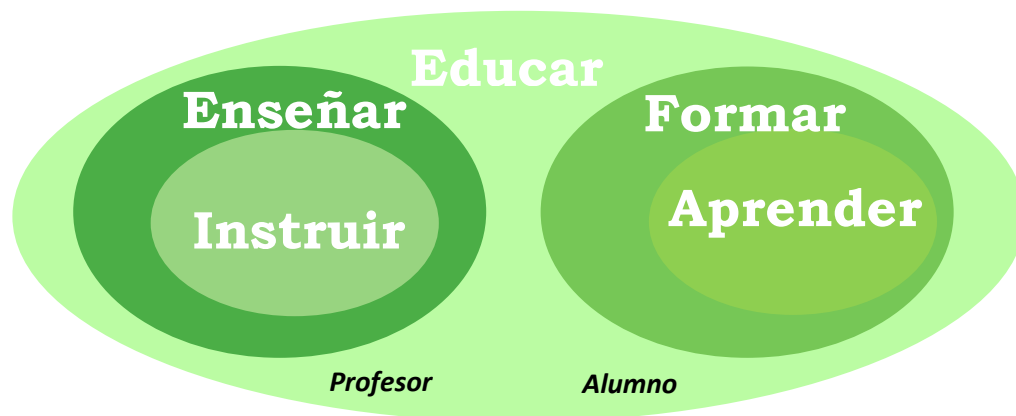 Educar
Enseñar
Formar
Instruir
Aprender
Profesor
Alumno